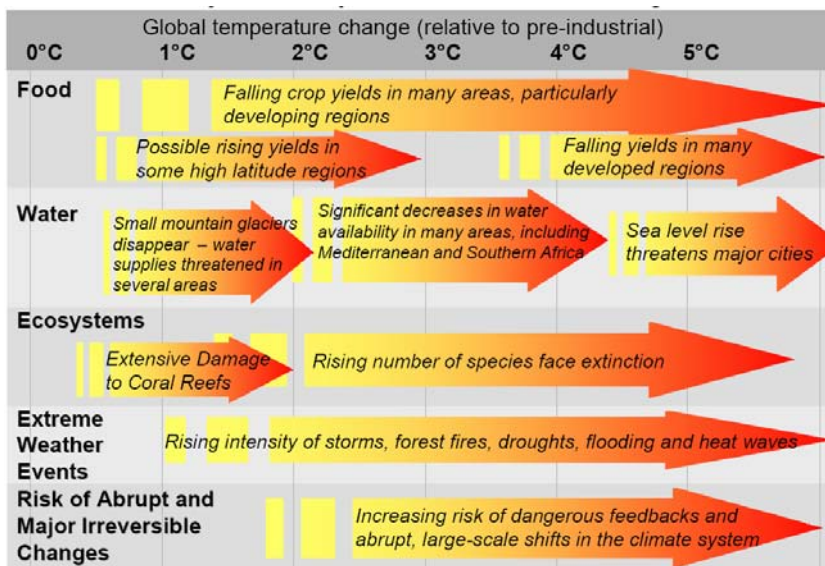 Global temperature change (relative to pre-industrial)
0°C 1°C 2°C 3°C 4°C 5°C
Food
Falling crop yields in many areas, particularly
developing regions
Possible rising yields in
some high latitude regions
Falling yields in many
developed regions
Water
Small mountain glaciers
disappear – water
supplies threatened in
several areas
Significant decreases in water
availability in many areas, including
Mediterranean and Southern Africa
Sea level rise
threatens major cities
Ecosystems
Extensive Damage
to Coral Reefs
Rising number of species face extinction
Extreme
Weather
Events
Rising intensity of storms, forest fires, droughts, flooding and heat waves
Risk of Abrupt and
Major Irreversible
Changes
Increasing risk of dangerous feedbacks and
abrupt, large-scale shifts in the climate system